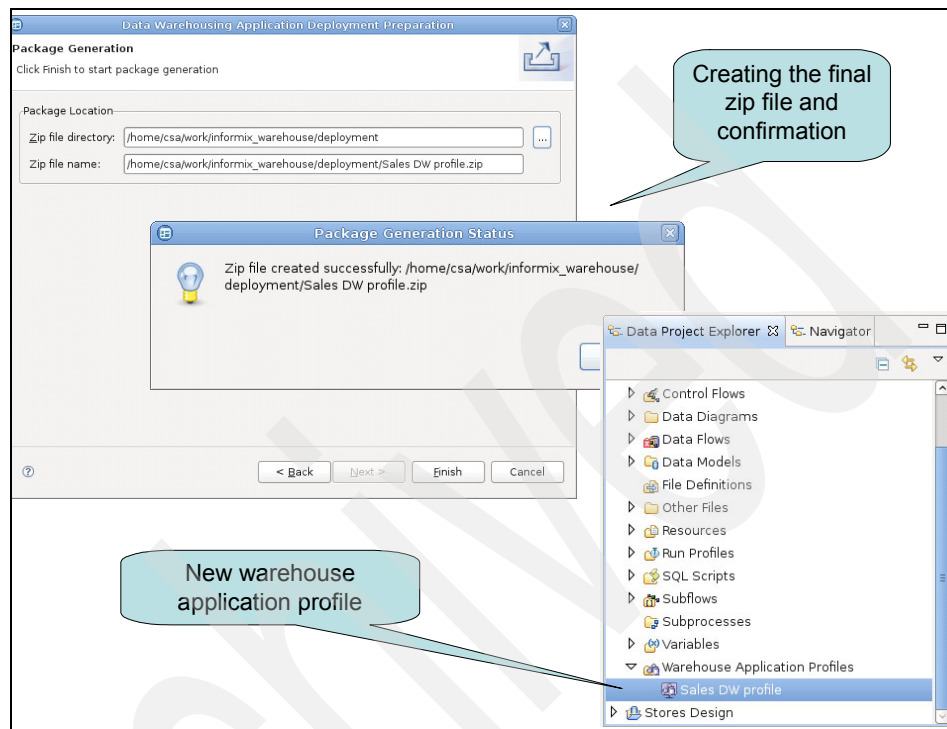 Data Warehousing Application Deployment Preparation
Package Generation
Click Finish to start package generation
Package Location
Zip file directory: /home/csa/work/informix_warehouse/deployment ...
Zip file name: /home/csa/work/informix_warehouse/deployment/Sales DW profile.zip
Creating the final
zip file and
confirmation
Package Generation Status
Zip file created successfully: /home/csa/work/informix_warehouse/
deployment/Sales DW profile.zip
< Back Next > Finish Cancel
Data Project Explorer Navigator
Control Flows
Data Diagrams
Data Flows
Data Models
File Definitions
Other Files
Resources
Run Profiles
SQL Scripts
Subflows
Subprocesses
Variables
Warehouse Application Profiles
Sales DW profile
Stores Design
New warehouse
application profile